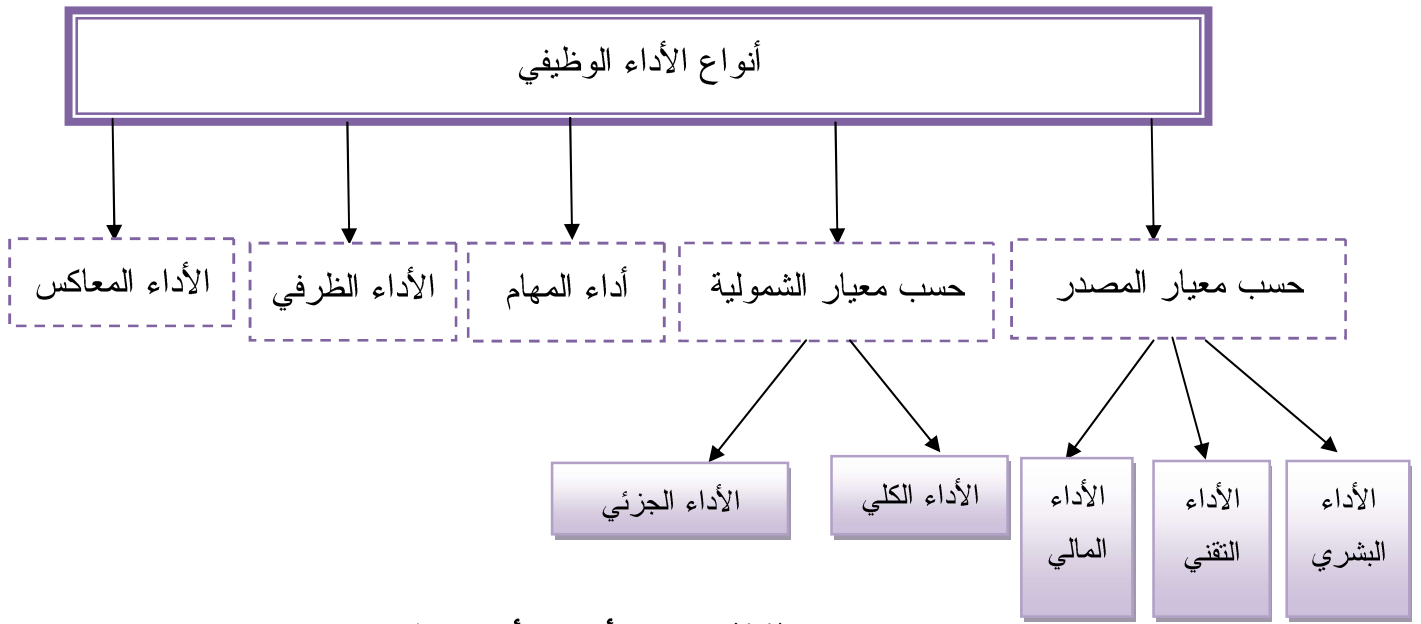 أنواع الأداء الوظيفي
حسب معيار المصدر
حسب معيار الشمولية
أداء المهام
الأداء الظرفي
الأداء المعاكس
الأداء
البشري
الأداء
التقني
الأداء
المالي
الأداء الكلي
الأداء الجزئي